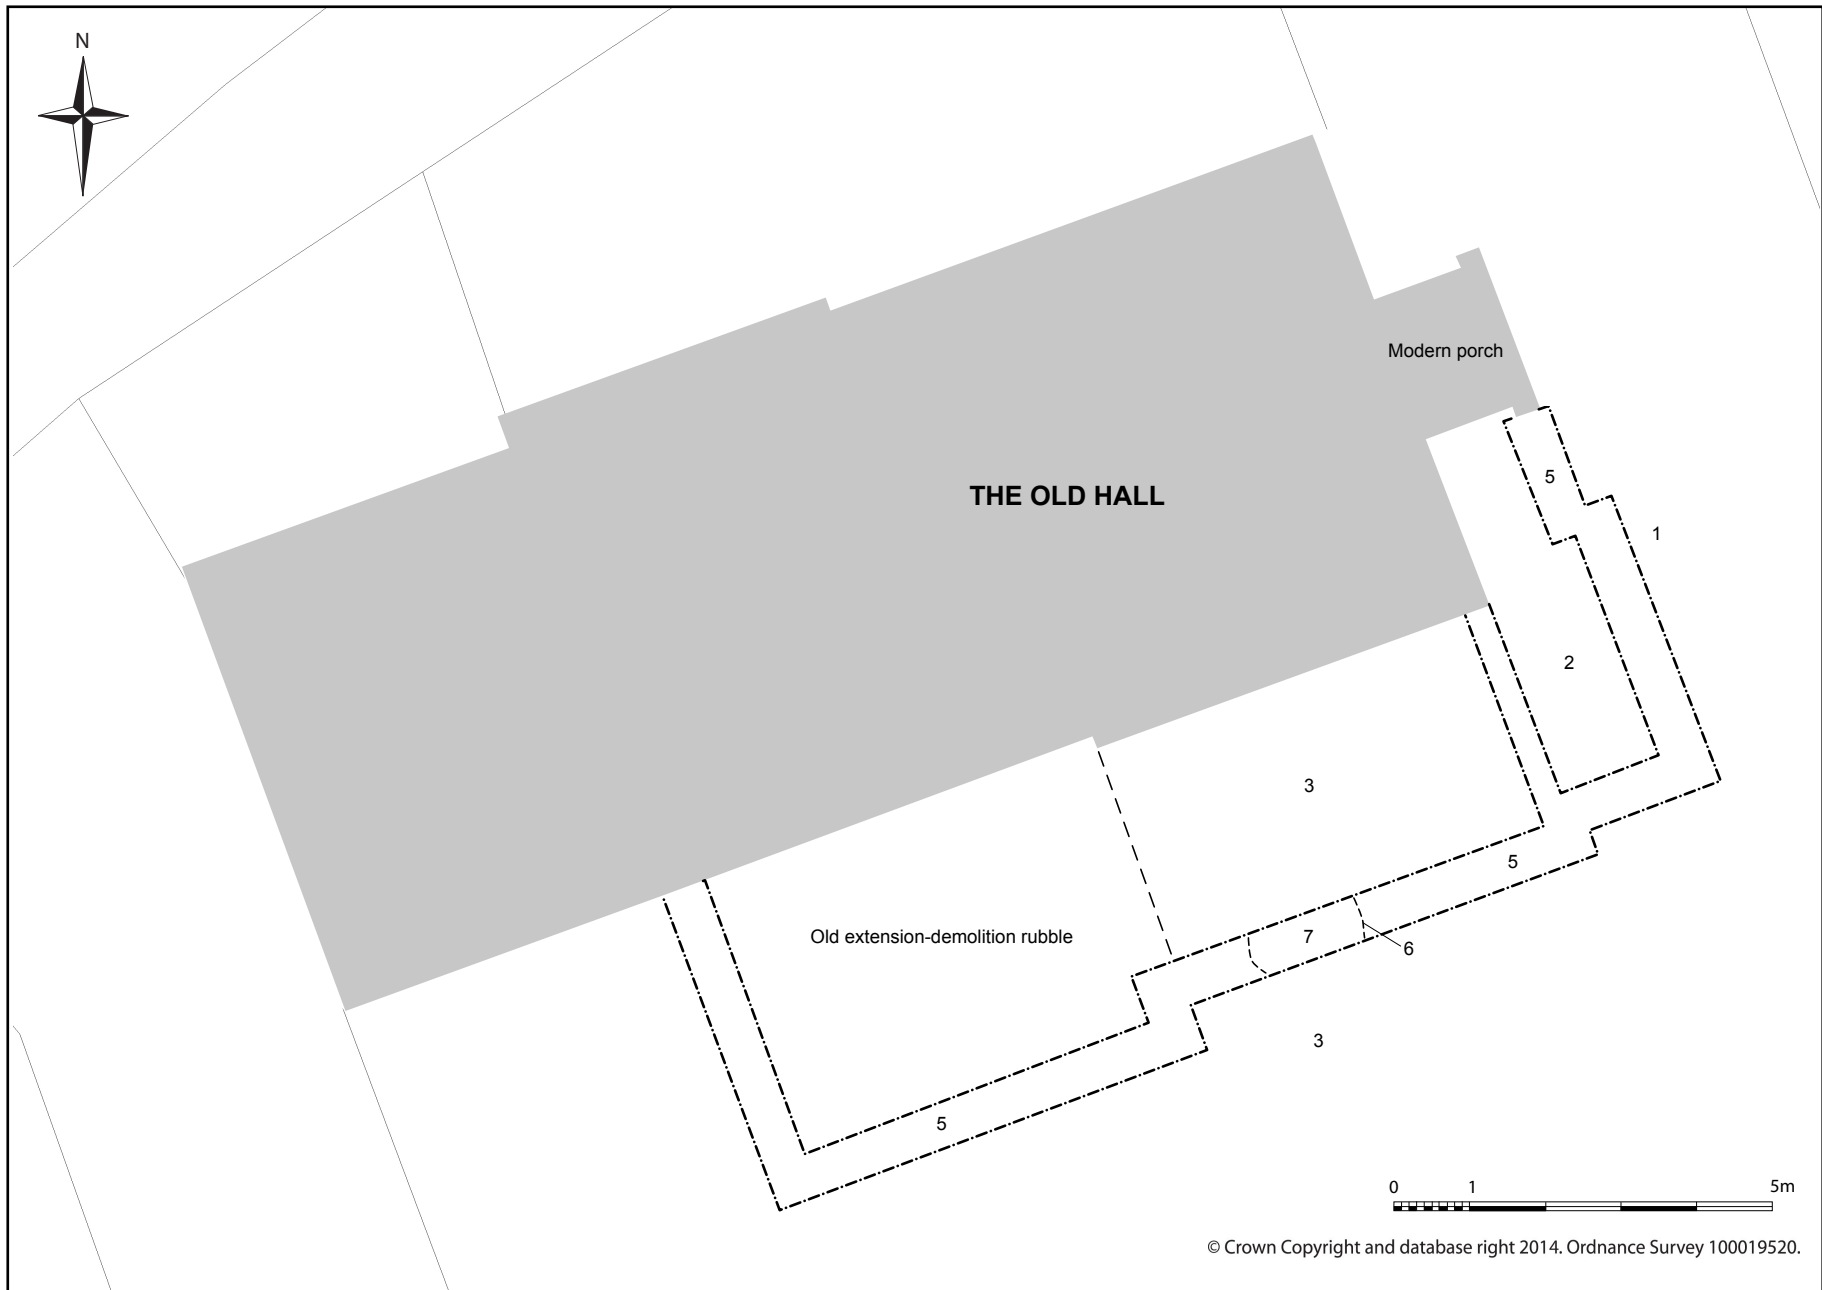 N
Modern porch
THE OLD HALL
5
1
2
3
5
Old extension-demolition rubble
7
6
3
5
0 1 5m
© Crown Copyright and database right 2014. Ordnance Survey 100019520.